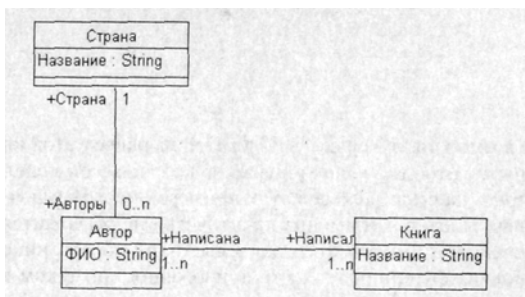 Страна
Название : String
+Страна 1
+Авторы 0..n
Автор
ФИО : String
+Написана
1..n
+Написал
1..n
Книга
Название : String